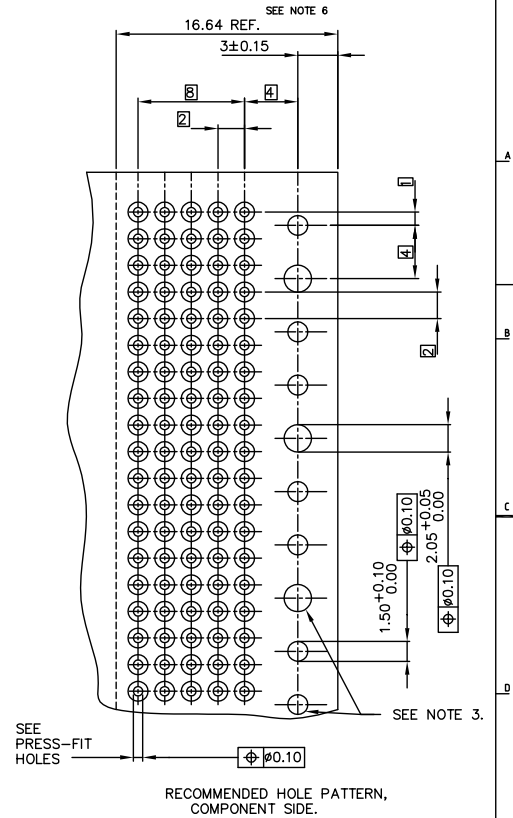 SEE NOTE 6
16.64 REF.
3±0.15
8
4
2
1
4
2
A
B
C
D
1.50 +0.10 0.00
⌖ ø0.10
2.05 +0.05 0.00
⌖ ø0.10
SEE NOTE 3.
SEE
PRESS-FIT
HOLES
⌖ ø0.10
RECOMMENDED HOLE PATTERN,
COMPONENT SIDE.